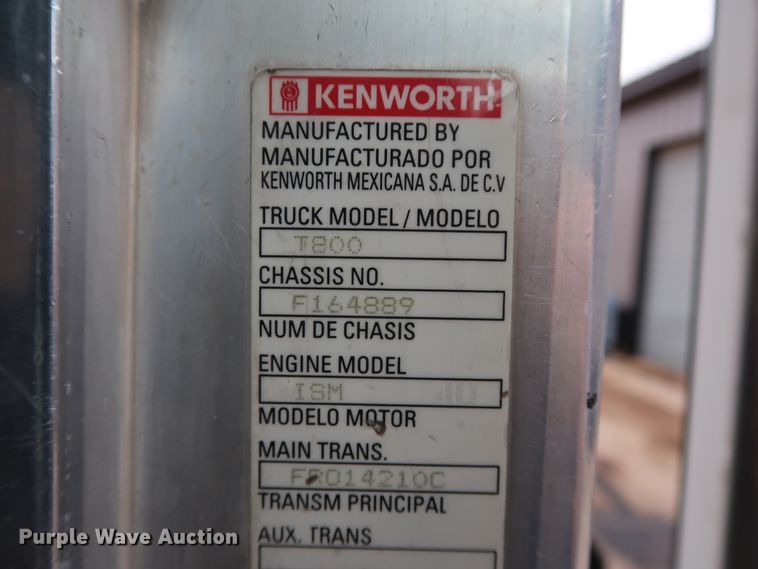 KENWORTH
MANUFACTURED BY
MANUFACTURADO POR
KENWORTH MEXICANA S.A. DE C.V
TRUCK MODEL / MODELO
T800
CHASSIS NO.
F164889
NUM DE CHASIS
ENGINE MODEL
ISM
MODELO MOTOR
MAIN TRANS.
FRO14210C
TRANSM PRINCIPAL
AUX. TRANS
Purple Wave Auction